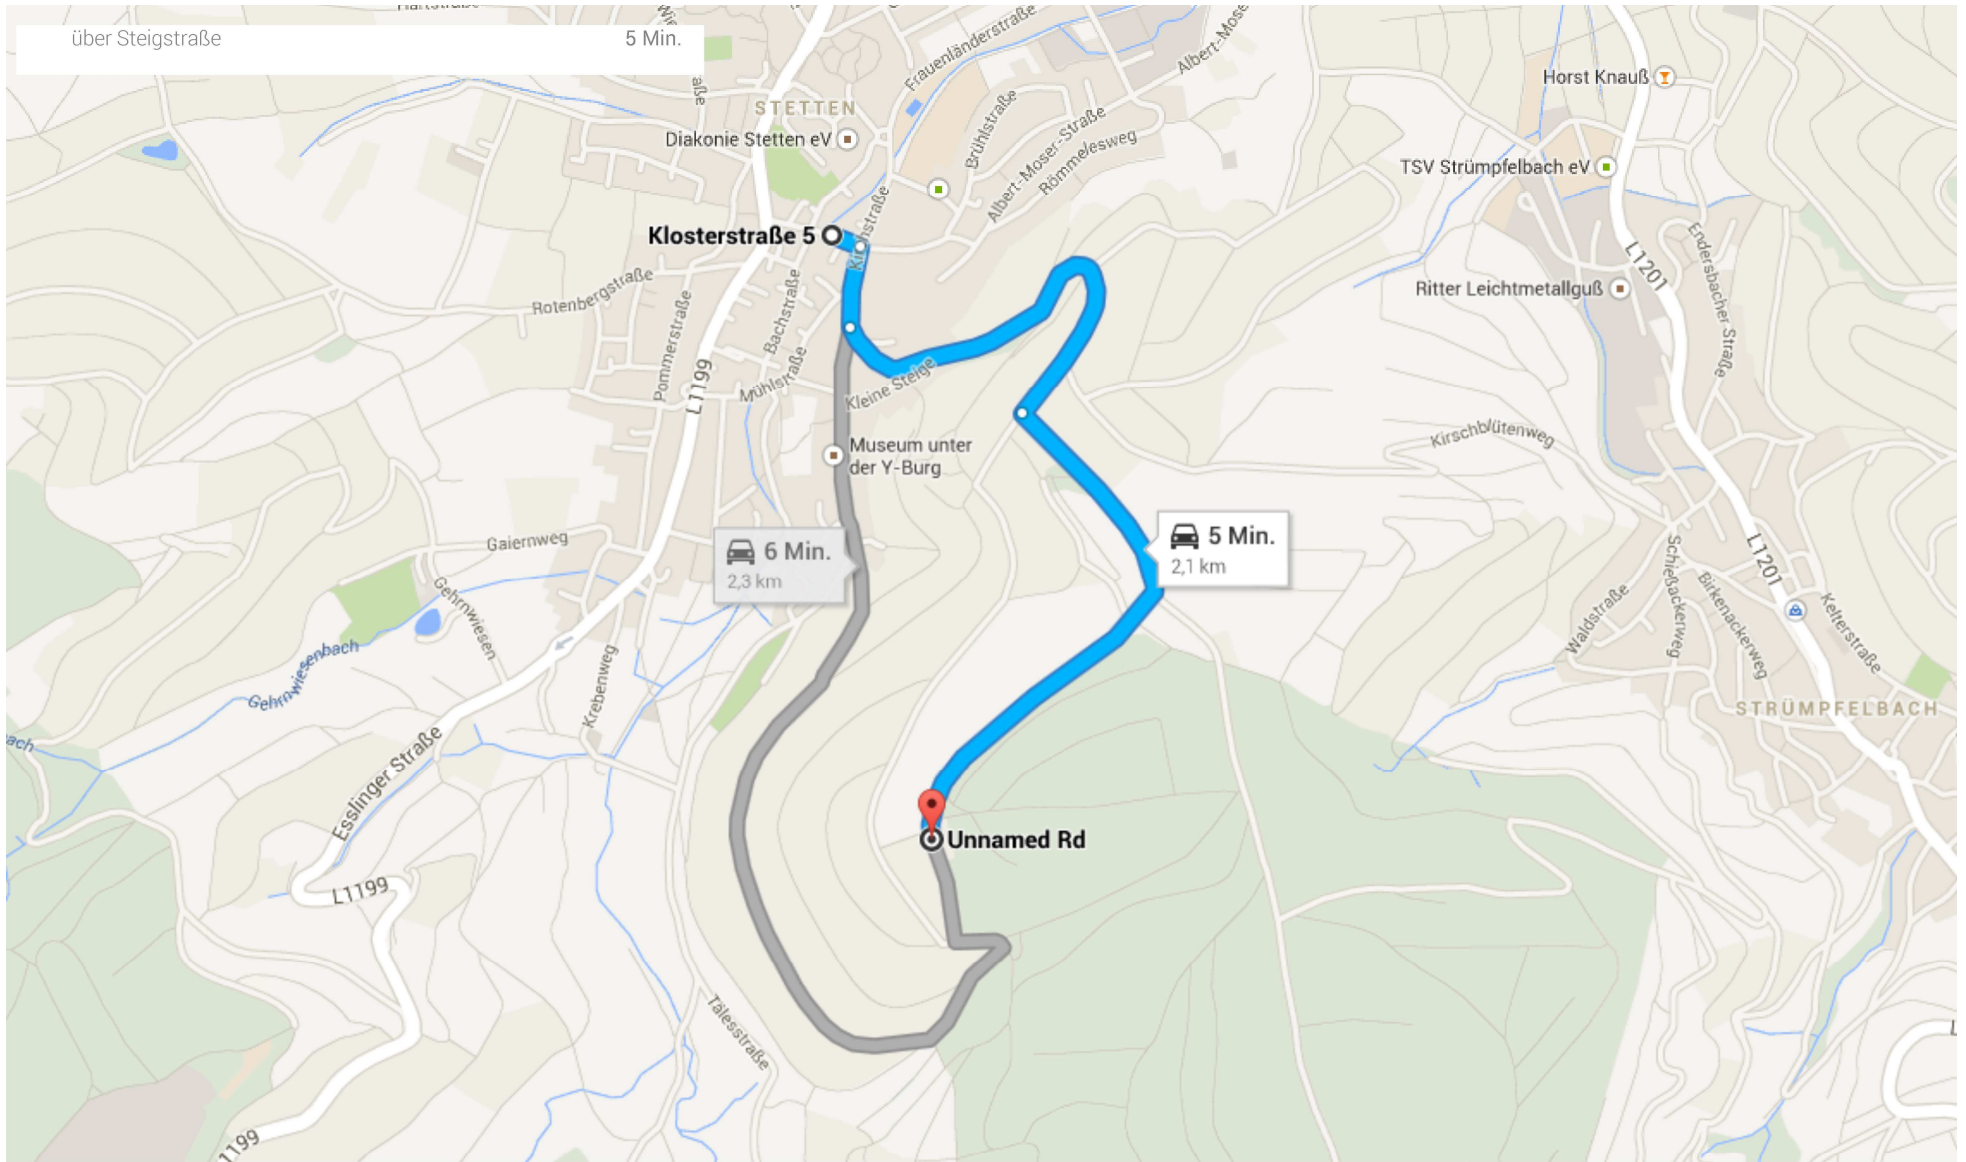 über Steigstraße 5 Min.
Frauenländerstraße
STETTEN
Diakonie Stetten eV
Brühlstraße
Albert-Moser-Straße
Römmelesweg
Horst Knauß
TSV Strümpfelbach eV
Klosterstraße 5
Rotenbergstraße
Pommerstraße
Bachstraße
Mühlstraße
L1199
Kleine Steige
Museum unter
der Y-Burg
L1201
Endersbacher Straße
Ritter Leichtmetallguß
Kirschblütenweg
Gaiernweg
Gehrnwiesen
Gehrnwiesenbach
6 Min.
2,3 km
5 Min.
2,1 km
L1201
Schießackerweg
Birkenackerweg
Waldstraße
Kelterstraße
STRÜMPFELBACH
Krebenweg
Esslinger Straße
L1199
Unnamed Rd
Tälesstraße